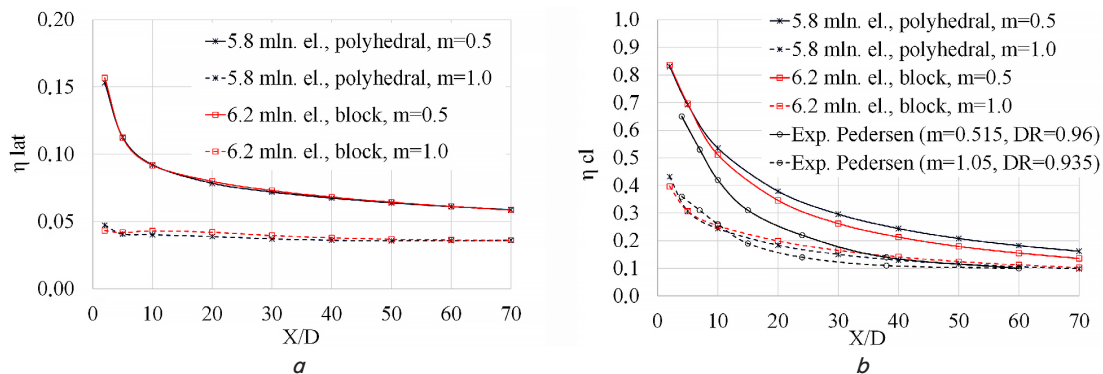 0.20
0.15
0.10
0.05
0.00
η lat
5.8 mln. el., polyhedral, m=0.5
5.8 mln. el., polyhedral, m=1.0
6.2 mln. el., block, m=0.5
6.2 mln. el., block, m=1.0
0 10 20 30 40 50 60 70
X/D
a
1.0
0.9
0.8
0.7
0.6
0.5
0.4
0.3
0.2
0.1
0.0
η cl
5.8 mln. el., polyhedral, m=0.5
5.8 mln. el., polyhedral, m=1.0
6.2 mln. el., block, m=0.5
6.2 mln. el., block, m=1.0
Exp. Pedersen (m=0.515, DR=0.96)
Exp. Pedersen (m=1.05, DR=0.935)
0 10 20 30 40 50 60 70
X/D
b